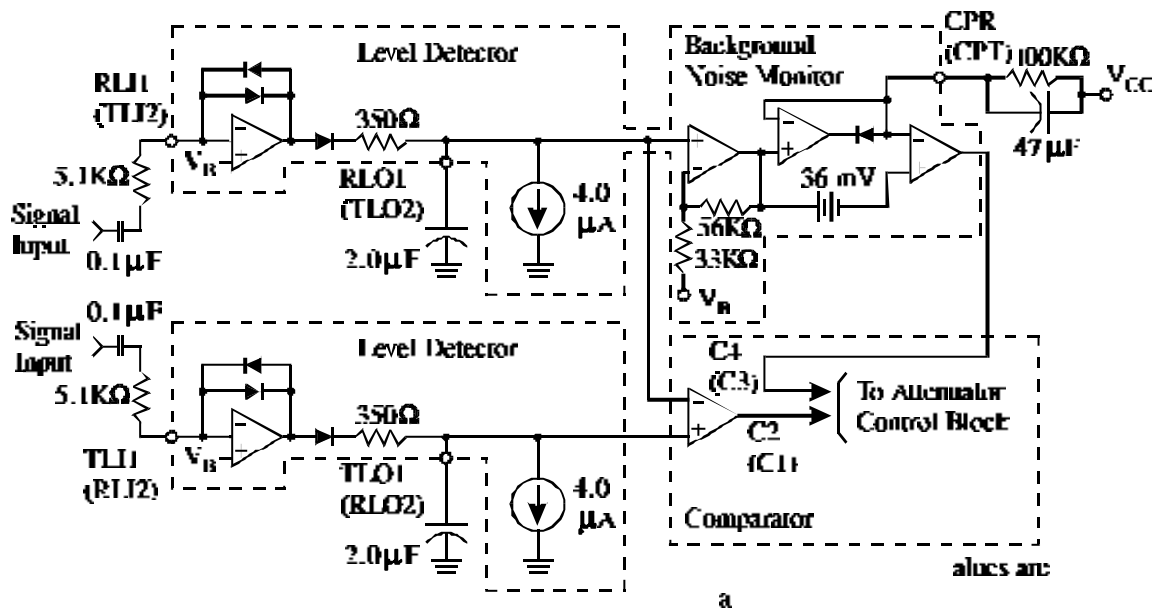 Level Detector
Background
Noise Monitor
CPR
(CPT)
100KΩ
VCC
47 µF
RLI1
(TLI2)
350Ω
VB
5.1KΩ
Signal
Input
0.1µF
RLO1
(TLO2)
2.0µF
4.0
µA
36 mV
56KΩ
33KΩ
VB
0.1µF
Signal
Input
5.1KΩ
Level Detector
350Ω
VB
TLI1
(RLI2)
TLO1
(RLO2)
2.0µF
4.0
µA
C4
(C3)
To Attenuator
Control Block
C2
(C1)
Comparator
alues are
a